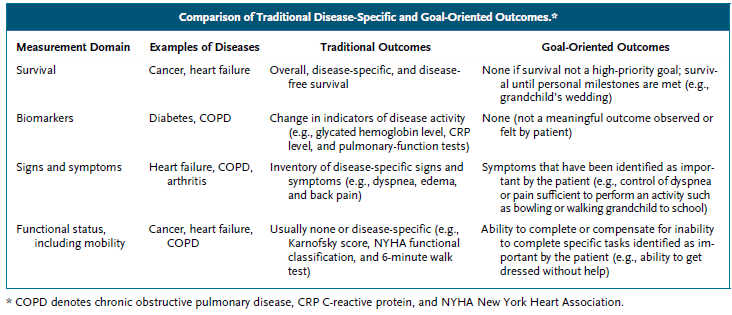 Comparison of Traditional Disease-Specific and Goal-Oriented Outcomes.*
Measurement Domain Examples of Diseases Traditional Outcomes Goal-Oriented Outcomes
Survival Cancer, heart failure Overall, disease-specific, and disease- None if survival not a high-priority goal; surviv-
free survival al until personal milestones are met (e.g.,
grandchild's wedding)
Biomarkers Diabetes, COPD Change in indicators of disease activity None (not a meaningful outcome observed or
(e.g., glycated hemoglobin level, CRP felt by patient)
level, and pulmonary-function tests)
Signs and symptoms Heart failure, COPD, Inventory of disease-specific signs and Symptoms that have been identified as impor-
arthritis symptoms (e.g., dyspnea, edema, tant by the patient (e.g., control of dyspnea
and back pain) or pain sufficient to perform an activity such
as bowling or walking grandchild to school)
Functional status, Cancer, heart failure, Usually none or disease-specific (e.g., Ability to complete or compensate for inability
including mobility COPD Karnofsky score, NYHA functional to complete specific tasks identified as im-
classification, and 6-minute walk portant by the patient (e.g., ability to get
test) dressed without help)
* COPD denotes chronic obstructive pulmonary disease, CRP C-reactive protein, and NYHA New York Heart Association.